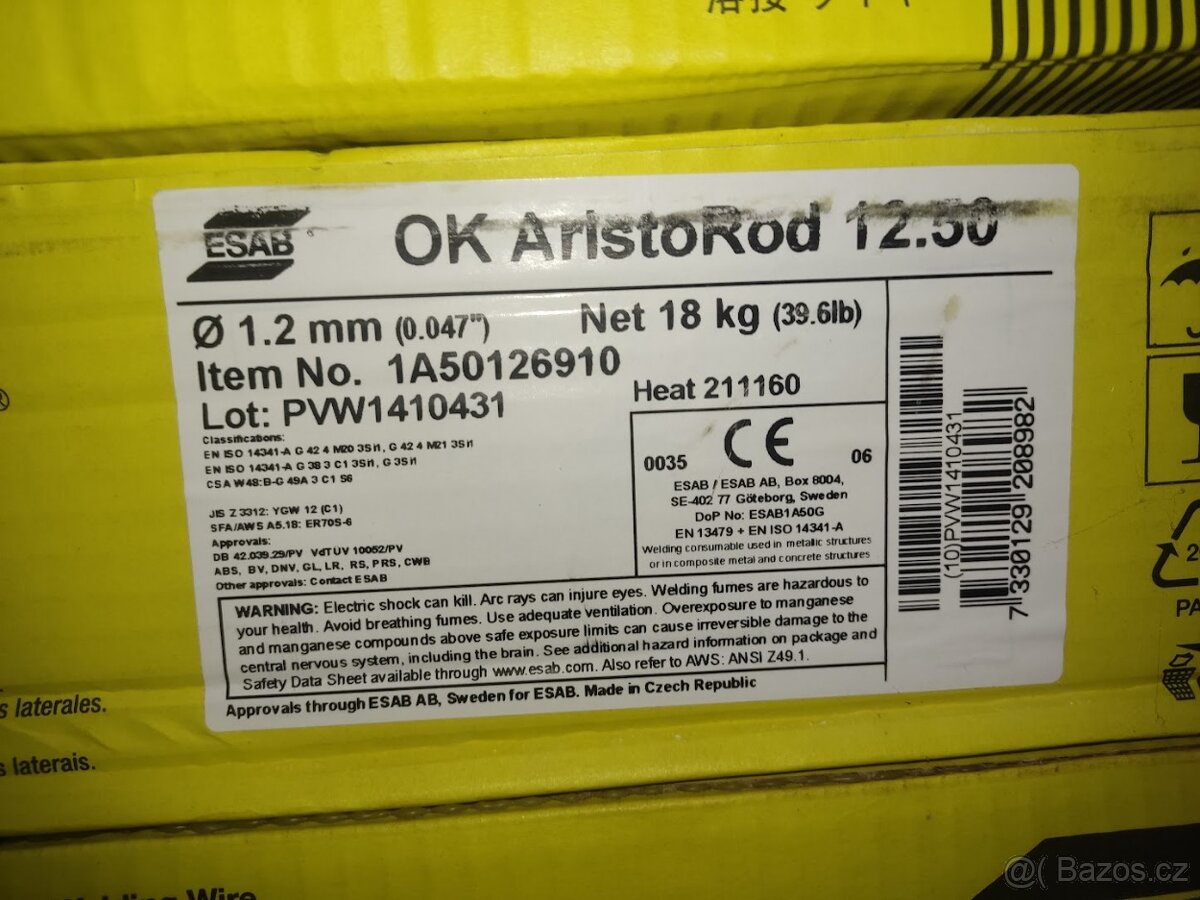 溶接ワイヤ
ESAB
OK AristoRod 12.50
Ø 1.2 mm (0.047")
Net 18 kg (39.6lb)
Item No. 1A50126910
Lot: PVW1410431
Heat 211160
Classifications:
EN ISO 14341-A G 42 4 M20 3Si1, G 42 4 M21 3Si1
EN ISO 14341-A G 38 3 C1 3Si1, G 3Si1
CSA W48:B-G 49A 3 C1 S6
JIS Z 3312: YGW 12 (C1)
SFA/AWS A5.18: ER70S-6
Approvals:
DB 42.039.29/PV VdTÜV 10052/PV
ABS, BV, DNV, GL, LR, RS, PRS, CWB
Other approvals: Contact ESAB
CE
0035
06
ESAB / ESAB AB, Box 8004,
SE-402 77 Göteborg, Sweden
DoP No: ESAB1A50G
EN 13479 + EN ISO 14341-A
Welding consumable used in metallic structures
or in composite metal and concrete structures
WARNING: Electric shock can kill. Arc rays can injure eyes. Welding fumes are hazardous to
your health. Avoid breathing fumes. Use adequate ventilation. Overexposure to manganese
and manganese compounds above safe exposure limits can cause irreversible damage to the
central nervous system, including the brain. See additional hazard information on package and
Safety Data Sheet available through www.esab.com. Also refer to AWS: ANSI Z49.1.
Approvals through ESAB AB, Sweden for ESAB. Made in Czech Republic
(10)PVW1410431
7 330129 208982
®
s laterales.
s laterais.
2
PA
Welding Wire
@( Bazos.cz